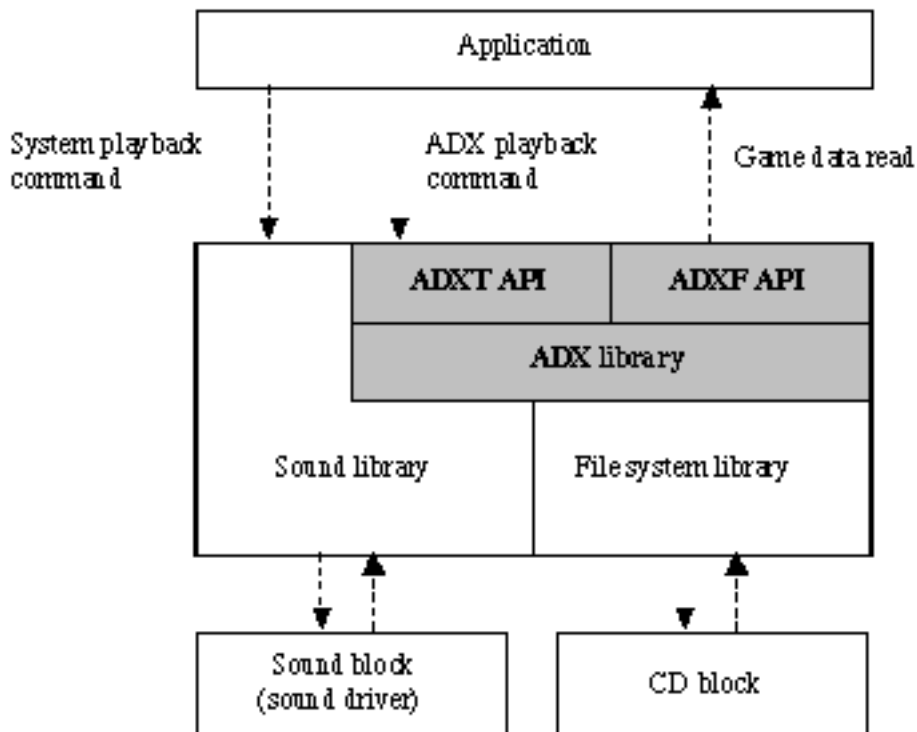 Application
System playback
command
ADX playback
command
Game data read
ADXT API
ADXF API
ADX library
Sound library
File system library
Sound block
(sound driver)
CD block